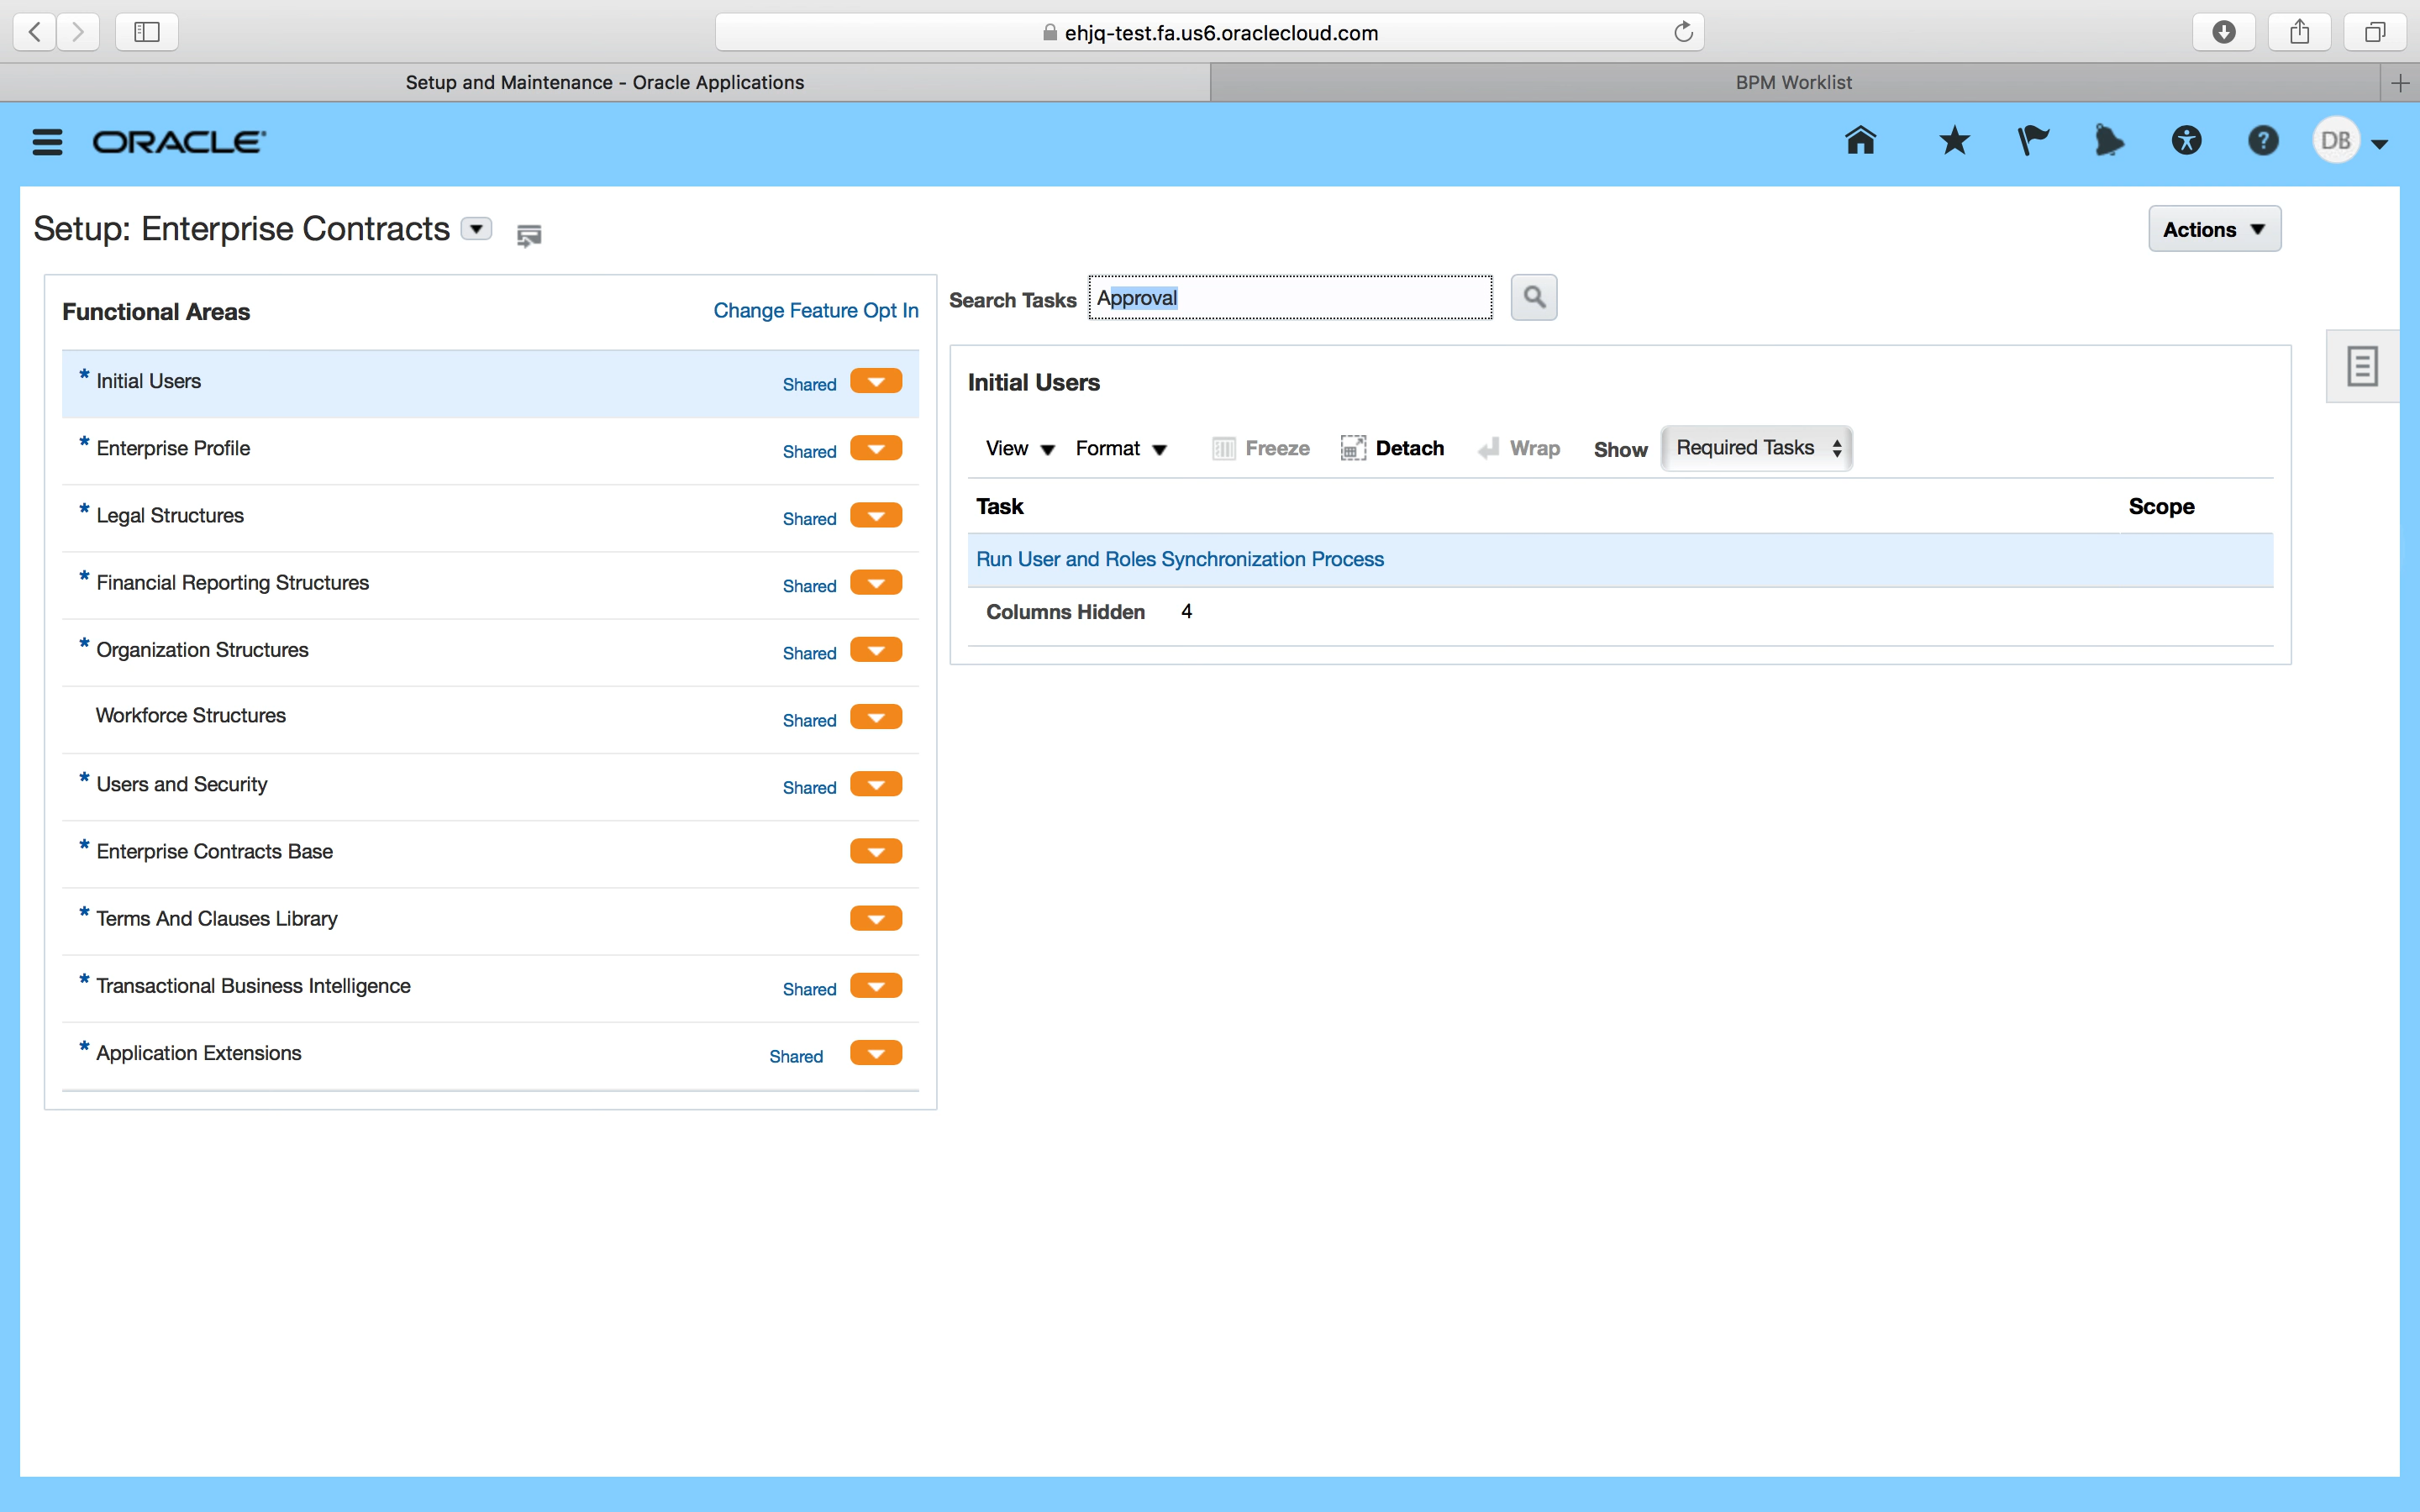 ehjq-test.fa.us6.oraclecloud.com
Setup and Maintenance - Oracle Applications
BPM Worklist
ORACLE
DB
Setup: Enterprise Contracts
Actions
Functional Areas
Change Feature Opt In
* Initial Users Shared
* Enterprise Profile Shared
* Legal Structures Shared
* Financial Reporting Structures Shared
* Organization Structures Shared
Workforce Structures Shared
* Users and Security Shared
* Enterprise Contracts Base
* Terms And Clauses Library
* Transactional Business Intelligence Shared
* Application Extensions Shared
Search Tasks Approval
Initial Users
View Format Freeze Detach Wrap Show Required Tasks
Task Scope
Run User and Roles Synchronization Process
Columns Hidden 4